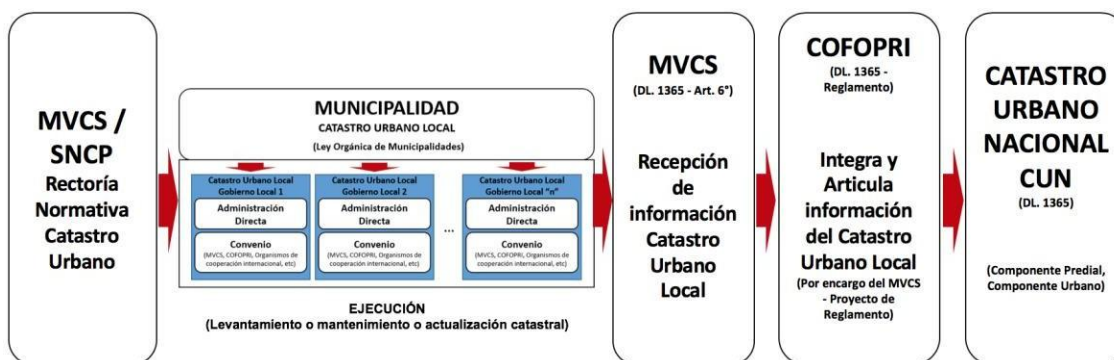 MVCS /
SNCP
Rectoría
Normativa
Catastro
Urbano
MUNICIPALIDAD
CATASTRO URBANO LOCAL
(Ley Orgánica de Municipalidades)
Catastro Urbano Local
Gobierno Local 1
Administración
Directa
Convenio
(MVCS, COFOPRI, Organismos de
cooperación internacional, etc)
Catastro Urbano Local
Gobierno Local 2
Administración
Directa
Convenio
(MVCS, COFOPRI, Organismos de
cooperación internacional, etc)
...
Catastro Urbano Local
Gobierno Local "n"
Administración
Directa
Convenio
(MVCS, COFOPRI, Organismos de
cooperación internacional, etc)
EJECUCIÓN
(Levantamiento o mantenimiento o actualización catastral)
MVCS
(DL. 1365 - Art. 6°)
Recepción
de
información
Catastro
Urbano
Local
COFOPRI
(DL. 1365 -
Reglamento)
Integra y
Articula
información
del Catastro
Urbano Local
(Por encargo del MVCS
- Proyecto de
Reglamento)
CATASTRO
URBANO
NACIONAL
CUN
(DL. 1365)
(Componente Predial,
Componente Urbano)